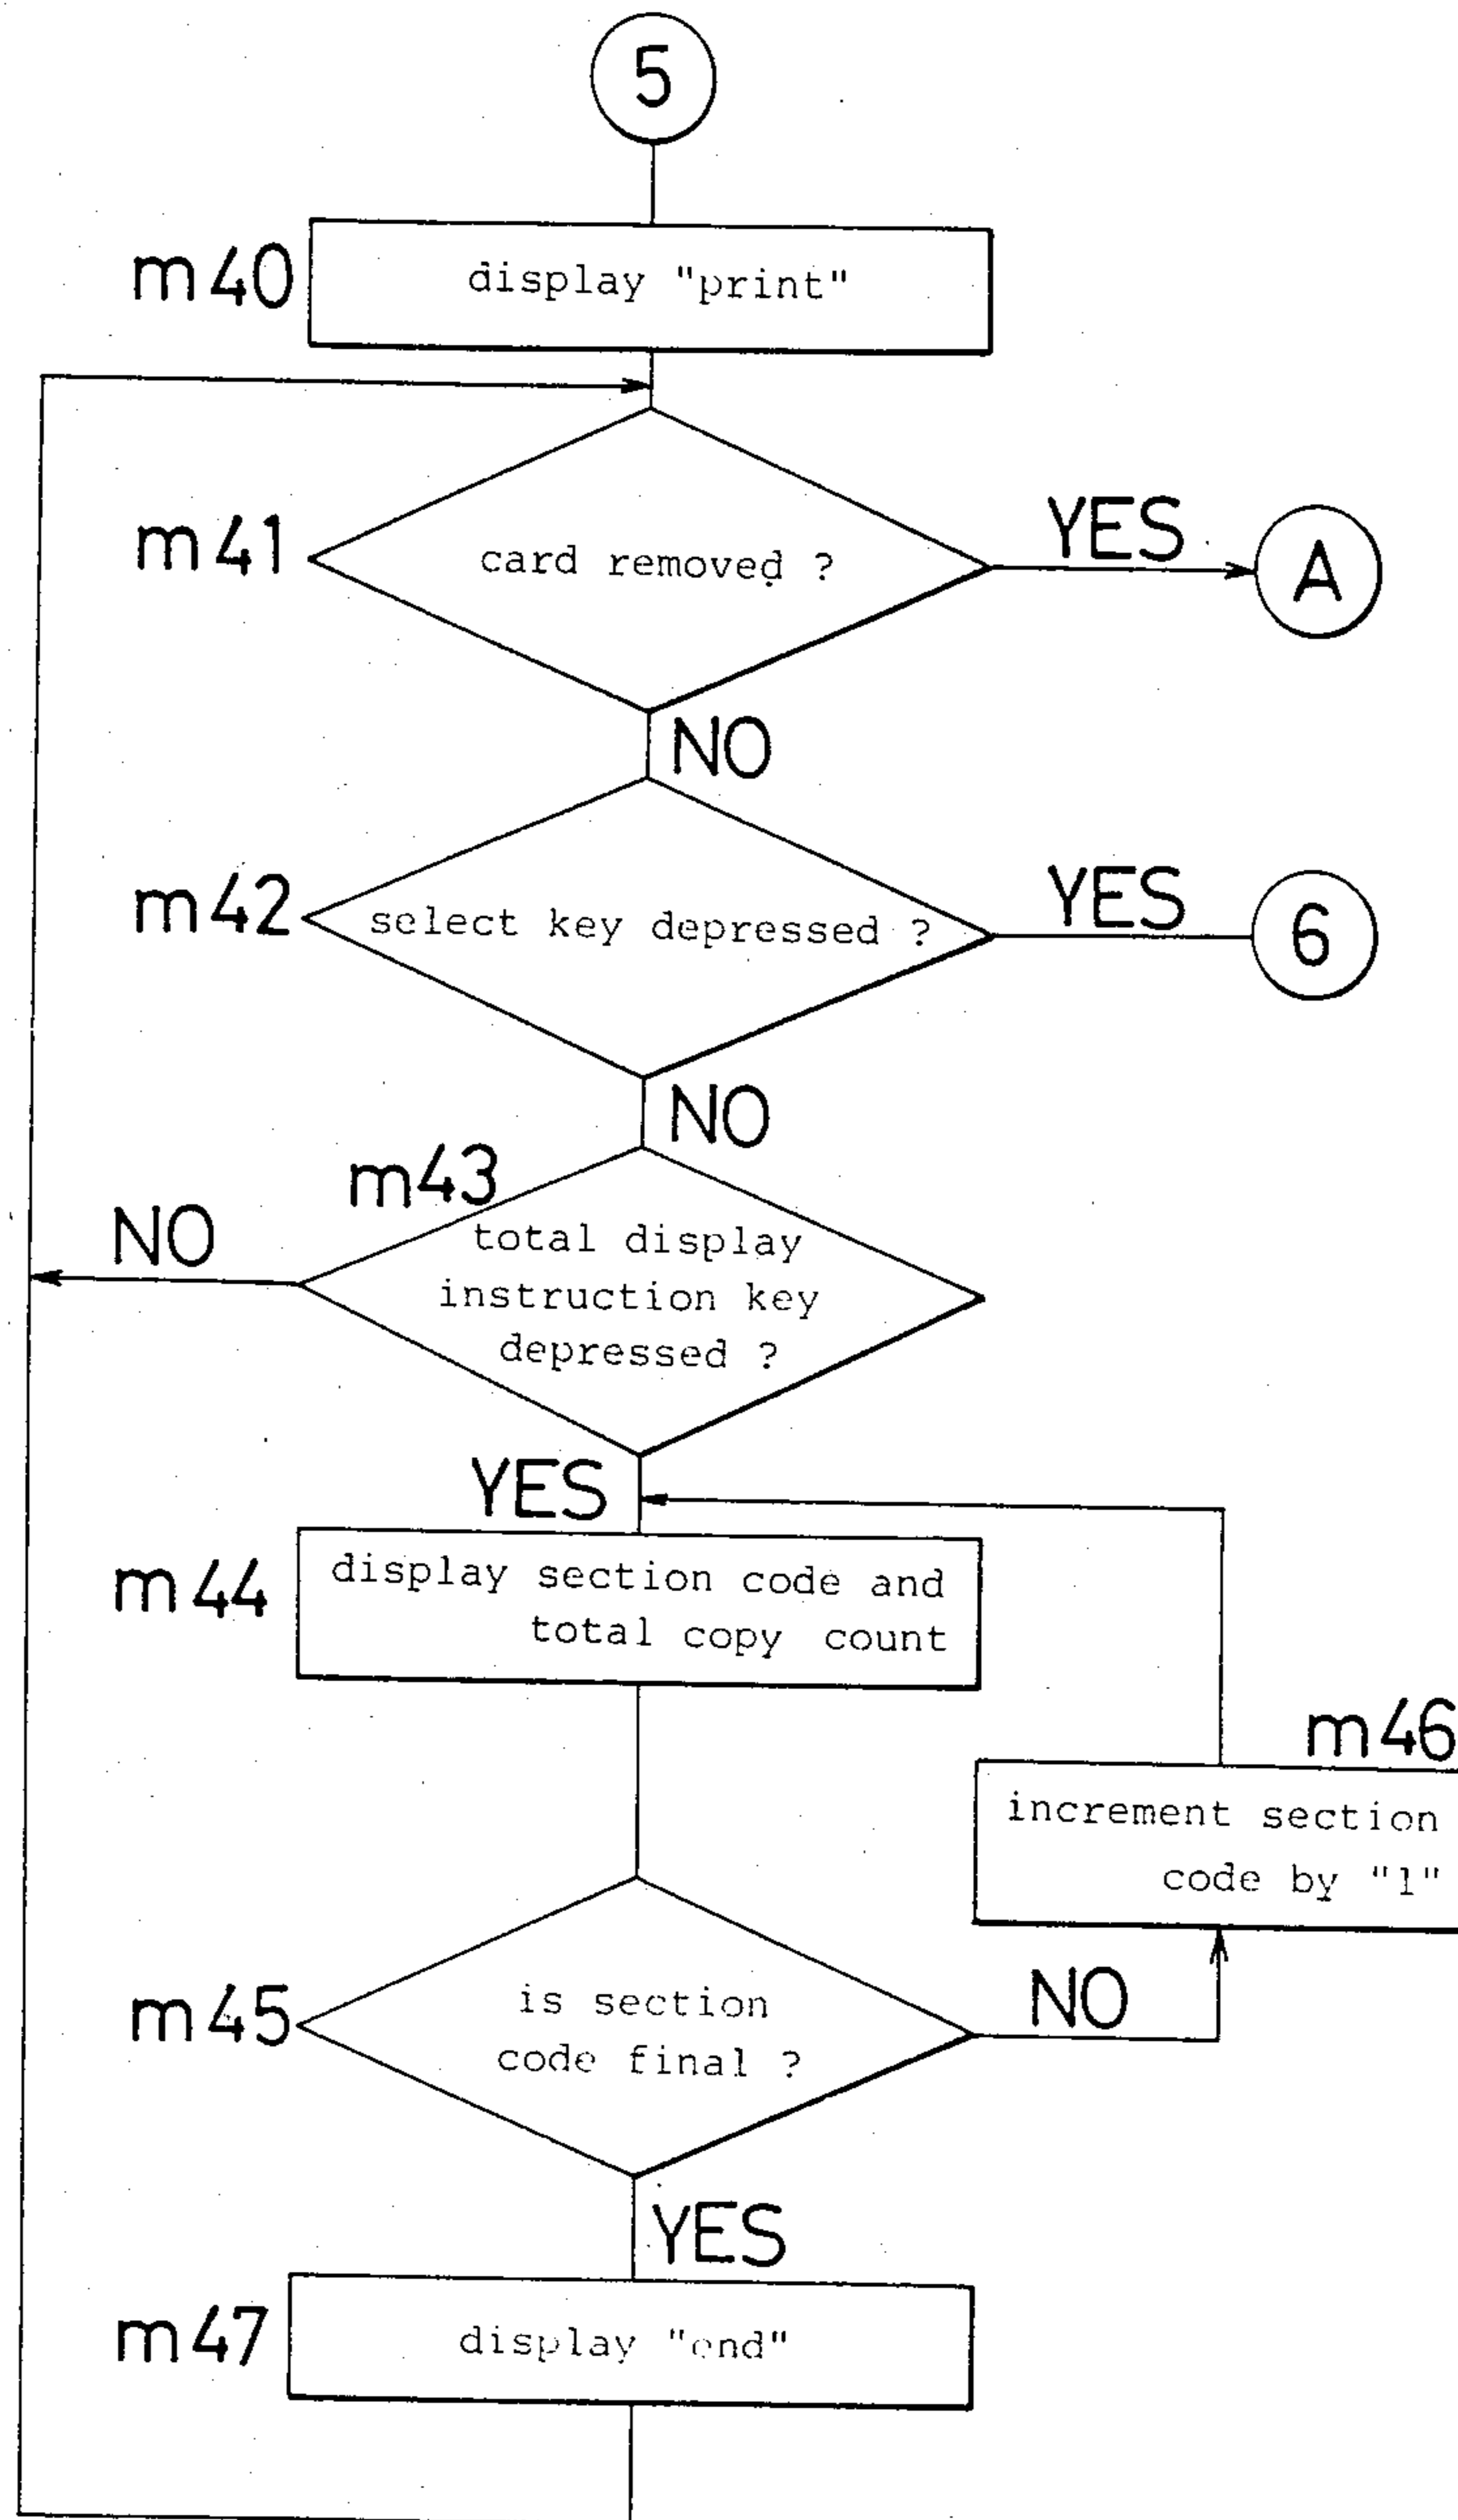 5
m40
display "print"
m41
card removed ?
YES
A
NO
m42
select key depressed ?
YES
6
NO
m43
NO
total display
instruction key
depressed ?
YES
m44
display section code and
total copy count
m46
increment section
code by "1"
m45
is section
code final ?
NO
YES
m47
display "end"